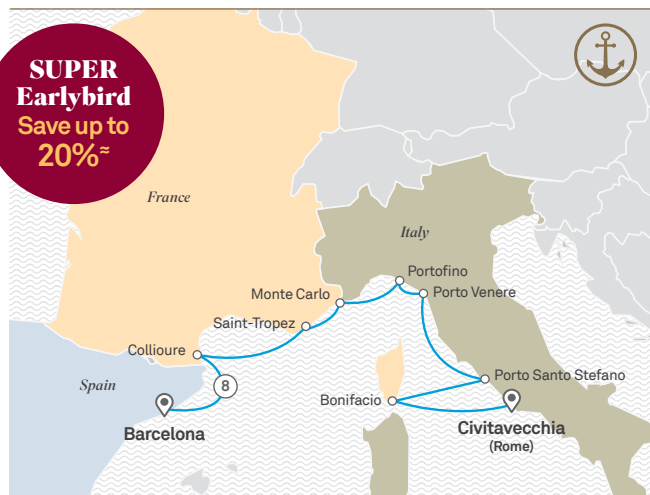 SUPER
Earlybird
Save up to
20%≈
France
Italy
Portofino
Monte Carlo
Porto Venere
Saint-Tropez
Collioure
Spain
8
Porto Santo Stefano
Bonifacio
Barcelona
Civitavecchia
(Rome)